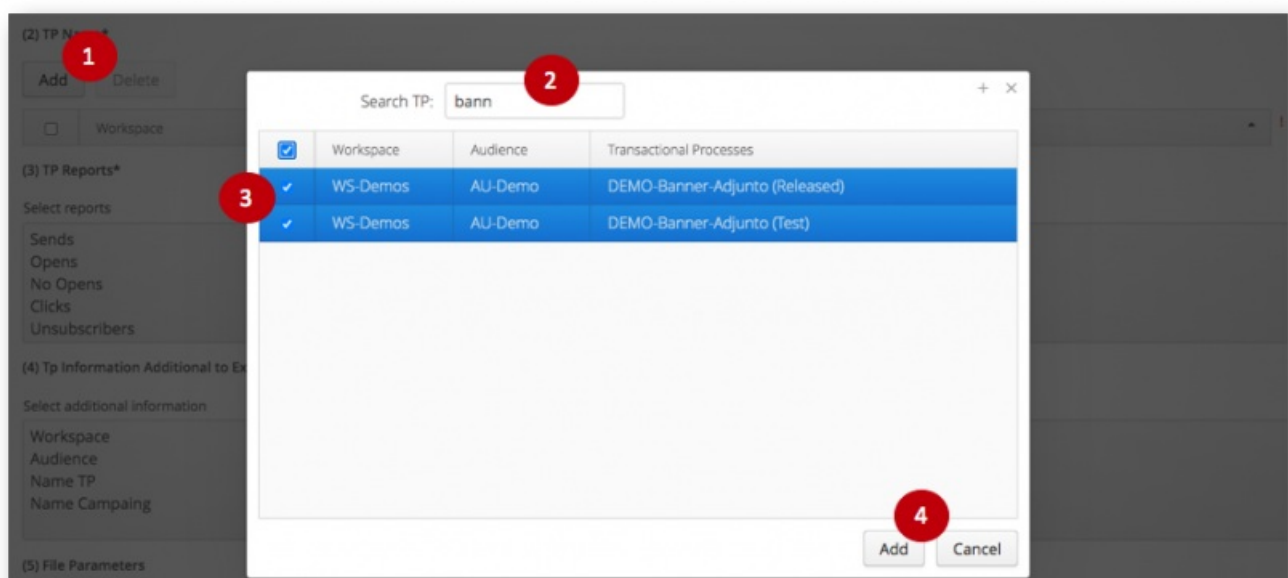 (2) TP N
1
Add
Delete
Workspace
(3) TP Reports*
Select reports
Sends
Opens
No Opens
Clicks
Unsubscribers
(4) Tp Information Additional to Ex
Select additional information
Workspace
Audience
Name TP
Name Campaing
(5) File Parameters
2
Search TP: bann
Workspace Audience Transactional Processes
3
WS-Demos AU-Demo DEMO-Banner-Adjunto (Released)
WS-Demos AU-Demo DEMO-Banner-Adjunto (Test)
4
Add Cancel